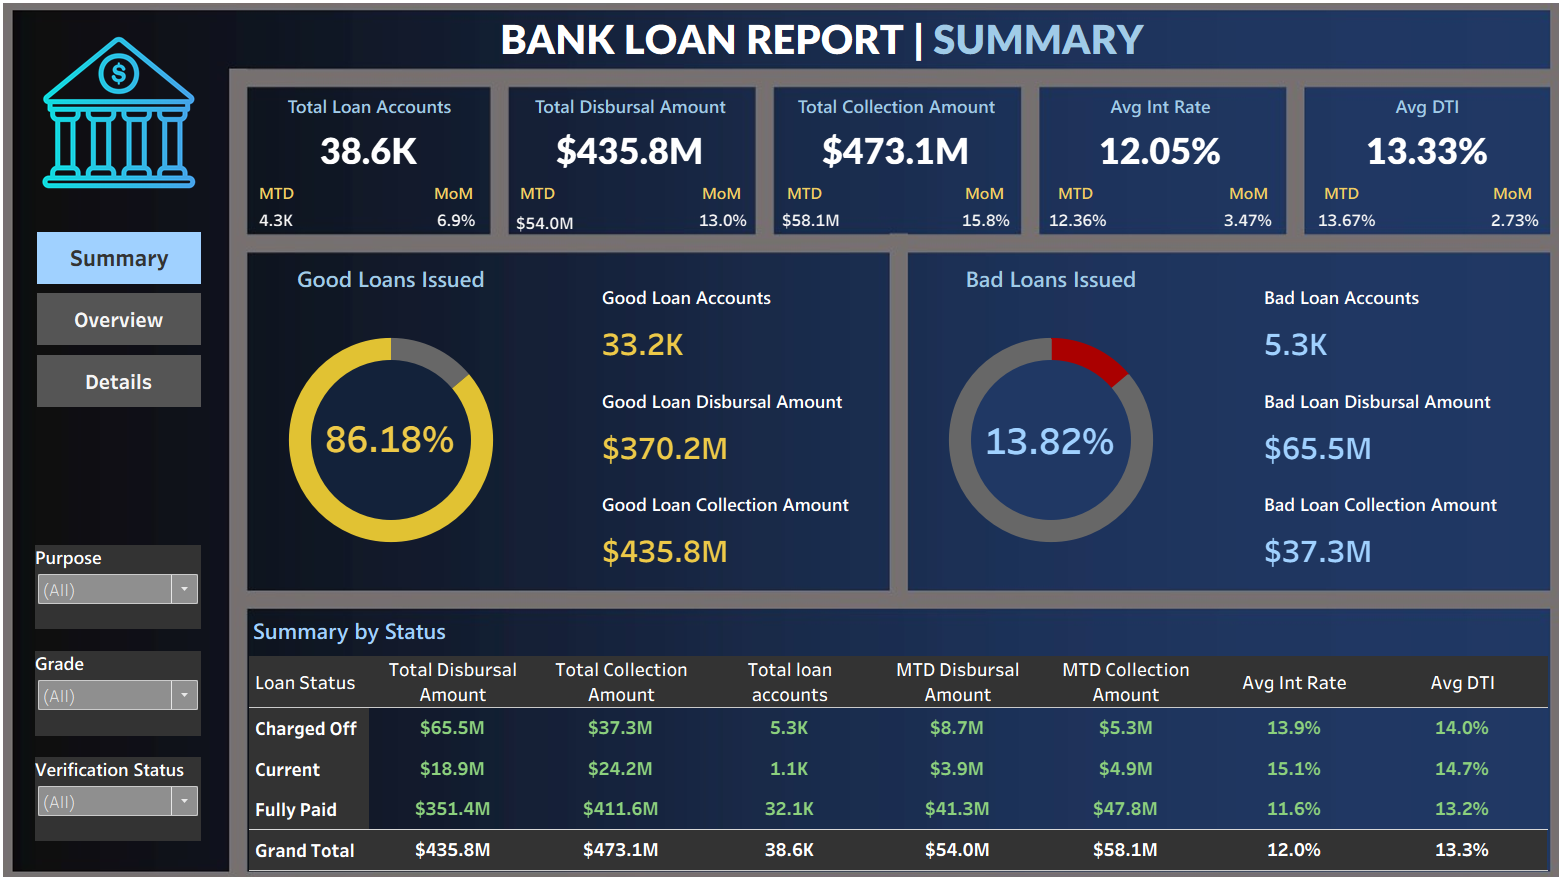 BANK LOAN REPORT | SUMMARY
$
Summary
Overview
Details
Purpose
(All)
Grade
(All)
Verification Status
(All)
Total Loan Accounts
38.6K
MTD MoM
4.3K 6.9%
Total Disbursal Amount
$435.8M
MTD MoM
$54.0M 13.0%
Total Collection Amount
$473.1M
MTD MoM
$58.1M 15.8%
Avg Int Rate
12.05%
MTD MoM
12.36% 3.47%
Avg DTI
13.33%
MTD MoM
13.67% 2.73%
Good Loans Issued
86.18%
Good Loan Accounts
33.2K
Good Loan Disbursal Amount
$370.2M
Good Loan Collection Amount
$435.8M
Bad Loans Issued
13.82%
Bad Loan Accounts
5.3K
Bad Loan Disbursal Amount
$65.5M
Bad Loan Collection Amount
$37.3M
Summary by Status
Loan Status Total Disbursal Amount Total Collection Amount Total loan accounts MTD Disbursal Amount MTD Collection Amount Avg Int Rate Avg DTI
Charged Off $65.5M $37.3M 5.3K $8.7M $5.3M 13.9% 14.0%
Current $18.9M $24.2M 1.1K $3.9M $4.9M 15.1% 14.7%
Fully Paid $351.4M $411.6M 32.1K $41.3M $47.8M 11.6% 13.2%
Grand Total $435.8M $473.1M 38.6K $54.0M $58.1M 12.0% 13.3%